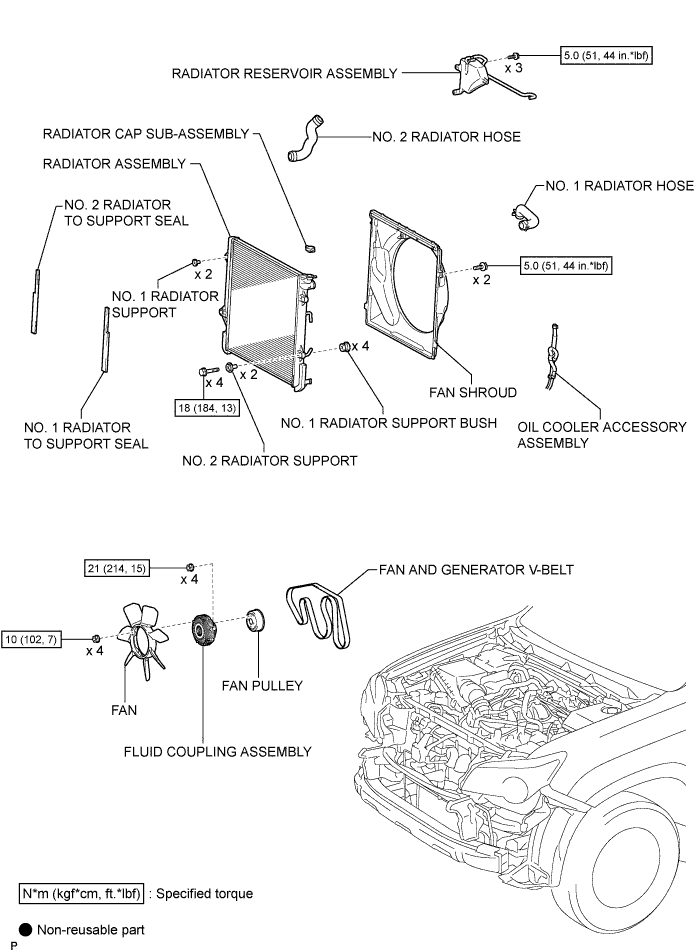 5.0 (51, 44 in.*lbf)
x 3
RADIATOR RESERVOIR ASSEMBLY
RADIATOR CAP SUB-ASSEMBLY
NO. 2 RADIATOR HOSE
RADIATOR ASSEMBLY
NO. 1 RADIATOR HOSE
NO. 2 RADIATOR
TO SUPPORT SEAL
x 2
5.0 (51, 44 in.*lbf)
x 2
NO. 1 RADIATOR
SUPPORT
x 4
x 4
x 2
FAN SHROUD
18 (184, 13)
NO. 1 RADIATOR SUPPORT BUSH
NO. 1 RADIATOR
TO SUPPORT SEAL
OIL COOLER ACCESSORY
ASSEMBLY
NO. 2 RADIATOR SUPPORT
21 (214, 15)
x 4
FAN AND GENERATOR V-BELT
10 (102, 7)
x 4
FAN PULLEY
FAN
FLUID COUPLING ASSEMBLY
N*m (kgf*cm, ft.*lbf) : Specified torque
Non-reusable part
P